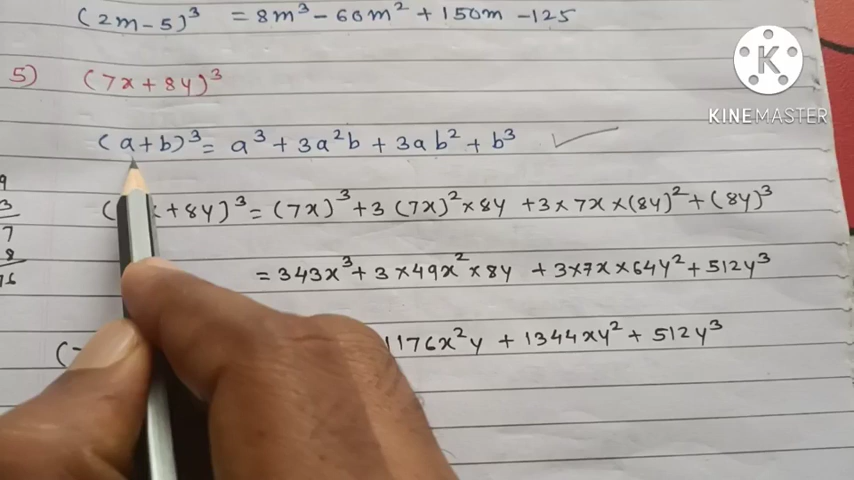 (2m-5)³ = 8m³ - 60m² + 150m - 125
5) (7x + 8y)³
(a+b)³ = a³ + 3a²b + 3ab² + b³ ✓
( + 8y)³ = (7x)³ + 3(7x)² × 8y + 3 × 7x × (8y)² + (8y)³
= 343x³ + 3 × 49x² × 8y + 3 × 7x × 64y² + 512y³
1176x²y + 1344xy² + 512y³
K
KINEMASTER